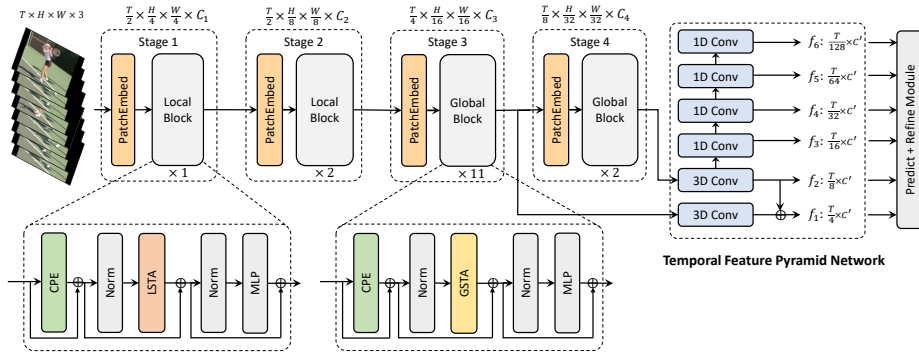 T × H × W × 3
T/2 × H/4 × W/4 × C₁
T/2 × H/8 × W/8 × C₂
T/4 × H/16 × W/16 × C₃
T/8 × H/32 × W/32 × C₄
Stage 1
PatchEmbed
Local Block
× 1
Stage 2
PatchEmbed
Local Block
× 2
Stage 3
PatchEmbed
Global Block
× 11
Stage 4
PatchEmbed
Global Block
× 2
1D Conv
f₆: T/128 × C′
1D Conv
f₅: T/64 × C′
1D Conv
f₄: T/32 × C′
1D Conv
f₃: T/16 × C′
3D Conv
f₂: T/8 × C′
3D Conv
f₁: T/4 × C′
Predict + Refine Module
Temporal Feature Pyramid Network
CPE
Norm
LSTA
Norm
MLP
CPE
Norm
GSTA
Norm
MLP